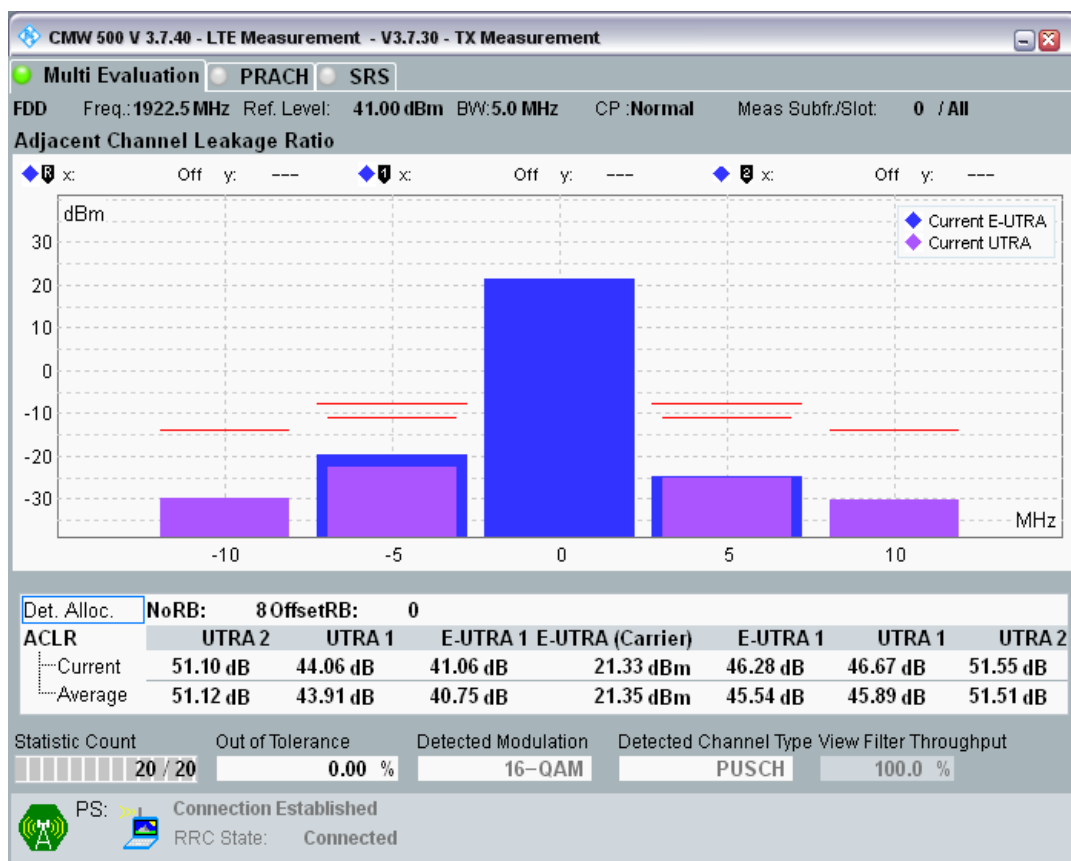 CMW 500 V 3.7.40 - LTE Measurement - V3.7.30 - TX Measurement
Multi Evaluation PRACH SRS
FDD Freq.: 1922.5 MHz Ref. Level: 41.00 dBm BW: 5.0 MHz CP : Normal Meas Subfr./Slot: 0 / All
Adjacent Channel Leakage Ratio
R x: Off y: --- 1 x: Off y: --- 2 x: Off y: ---
dBm
Current E-UTRA
Current UTRA
30
20
10
0
-10
-20
-30
MHz
-10 -5 0 5 10
Det. Alloc. NoRB: 8 OffsetRB: 0
ACLR UTRA 2 UTRA 1 E-UTRA 1 E-UTRA (Carrier) E-UTRA 1 UTRA 1 UTRA 2
Current 51.10 dB 44.06 dB 41.06 dB 21.33 dBm 46.28 dB 46.67 dB 51.55 dB
Average 51.12 dB 43.91 dB 40.75 dB 21.35 dBm 45.54 dB 45.89 dB 51.51 dB
Statistic Count Out of Tolerance Detected Modulation Detected Channel Type View Filter Throughput
20 / 20 0.00 % 16-QAM PUSCH 100.0 %
PS: Connection Established
RRC State: Connected